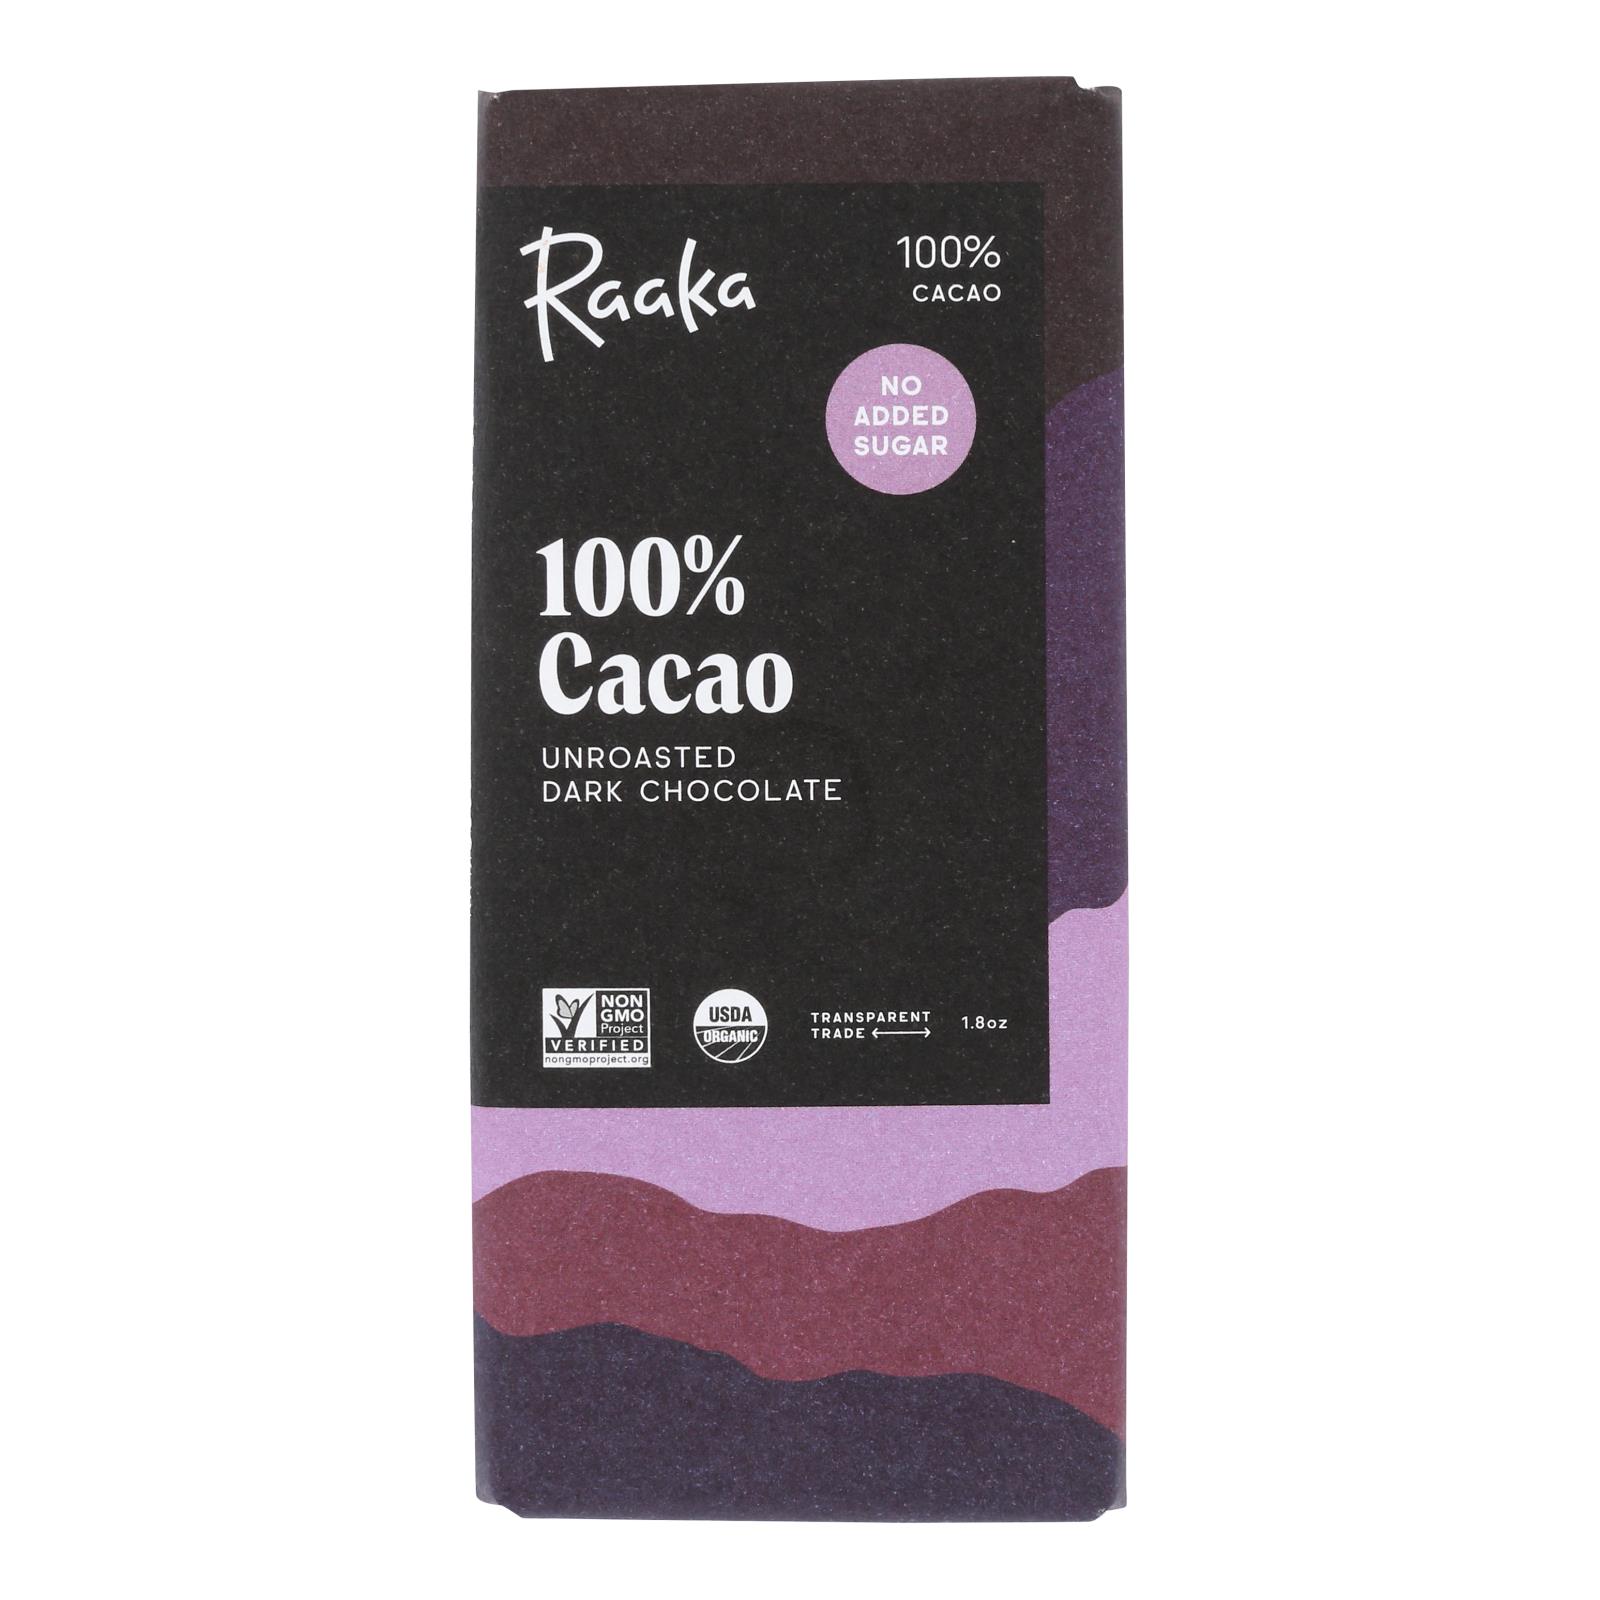 Raaka
100%
CACAO
NO
ADDED
SUGAR
100%
Cacao
UNROASTED
DARK CHOCOLATE
NON
GMO
Project
VERIFIED
nongmoproject.org
USDA
ORGANIC
TRANSPARENT
TRADE
1.8oz